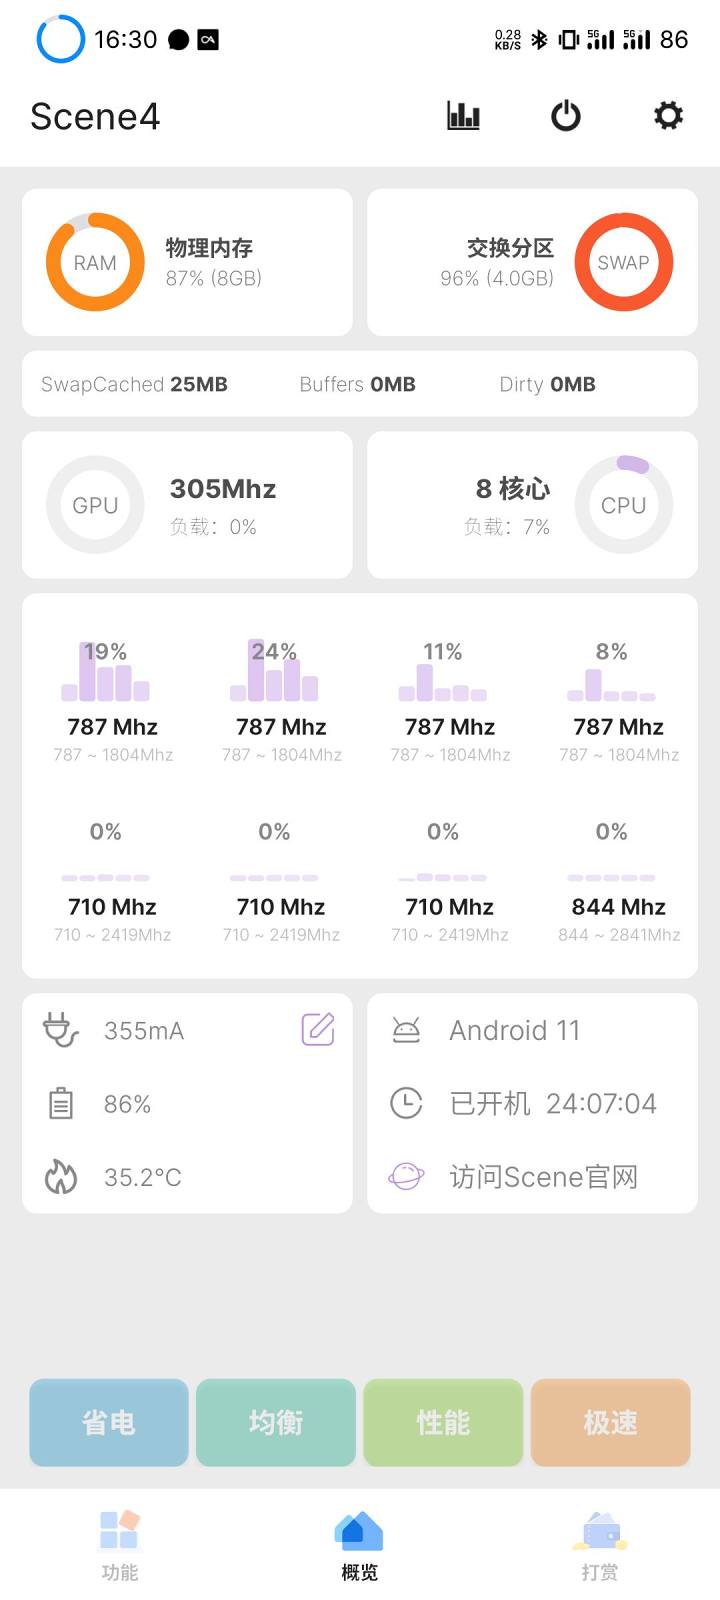 16:30
0.28 KB/S 5G 5G 86
Scene4
RAM
物理内存
87% (8GB)
交换分区
96% (4.0GB)
SWAP
SwapCached 25MB Buffers 0MB Dirty 0MB
GPU
305Mhz
负载：0%
8 核心
负载：7%
CPU
19% 24% 11% 8%
787 Mhz 787 Mhz 787 Mhz 787 Mhz
787 ~ 1804Mhz 787 ~ 1804Mhz 787 ~ 1804Mhz 787 ~ 1804Mhz
0% 0% 0% 0%
710 Mhz 710 Mhz 710 Mhz 844 Mhz
710 ~ 2419Mhz 710 ~ 2419Mhz 710 ~ 2419Mhz 844 ~ 2841Mhz
355mA
86%
35.2°C
Android 11
已开机 24:07:04
访问Scene官网
省电 均衡 性能 极速
功能 概览 打赏